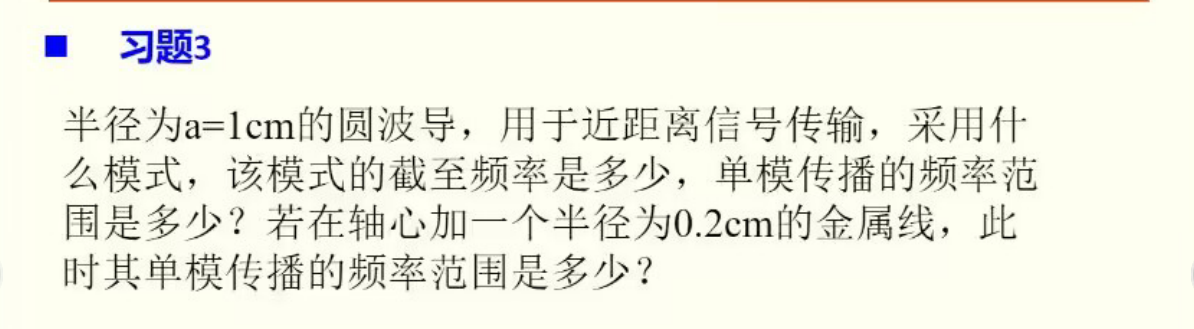 习题3
半径为a=1cm的圆波导，用于近距离信号传输，采用什
么模式，该模式的截至频率是多少，单模传播的频率范
围是多少？若在轴心加一个半径为0.2cm的金属线，此
时其单模传播的频率范围是多少？